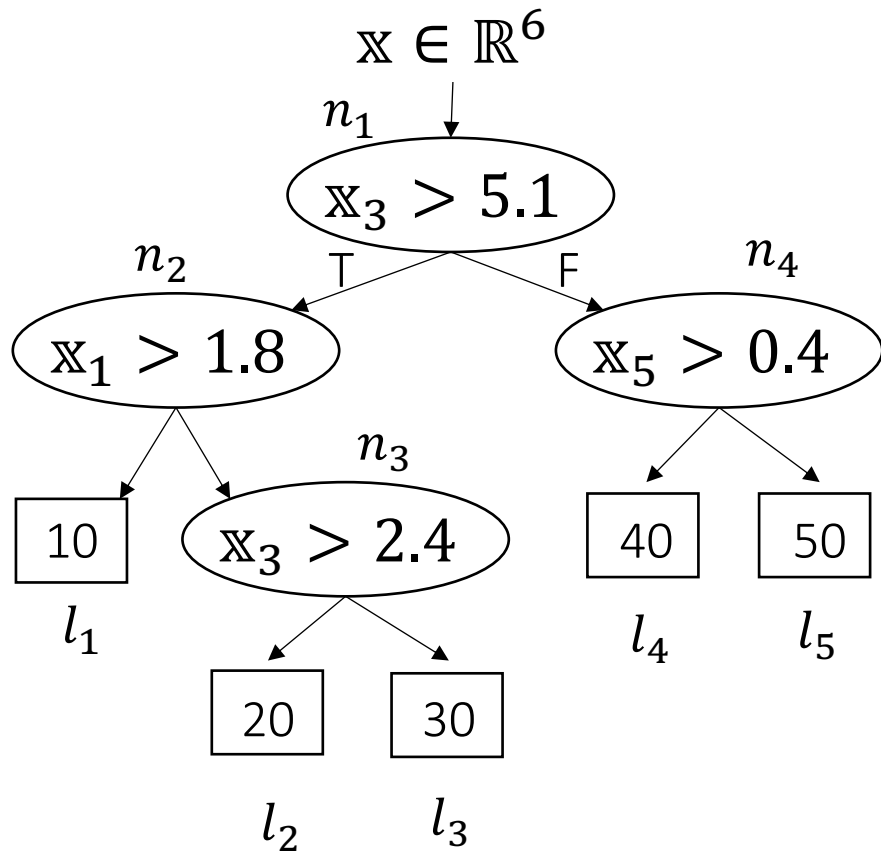 𝕩 ∈ ℝ⁶
n₁
𝕩₃ > 5.1
T F
n₂ n₄
𝕩₁ > 1.8 𝕩₅ > 0.4
n₃
10 𝕩₃ > 2.4 40 50
l₁ l₄ l₅
20 30
l₂ l₃